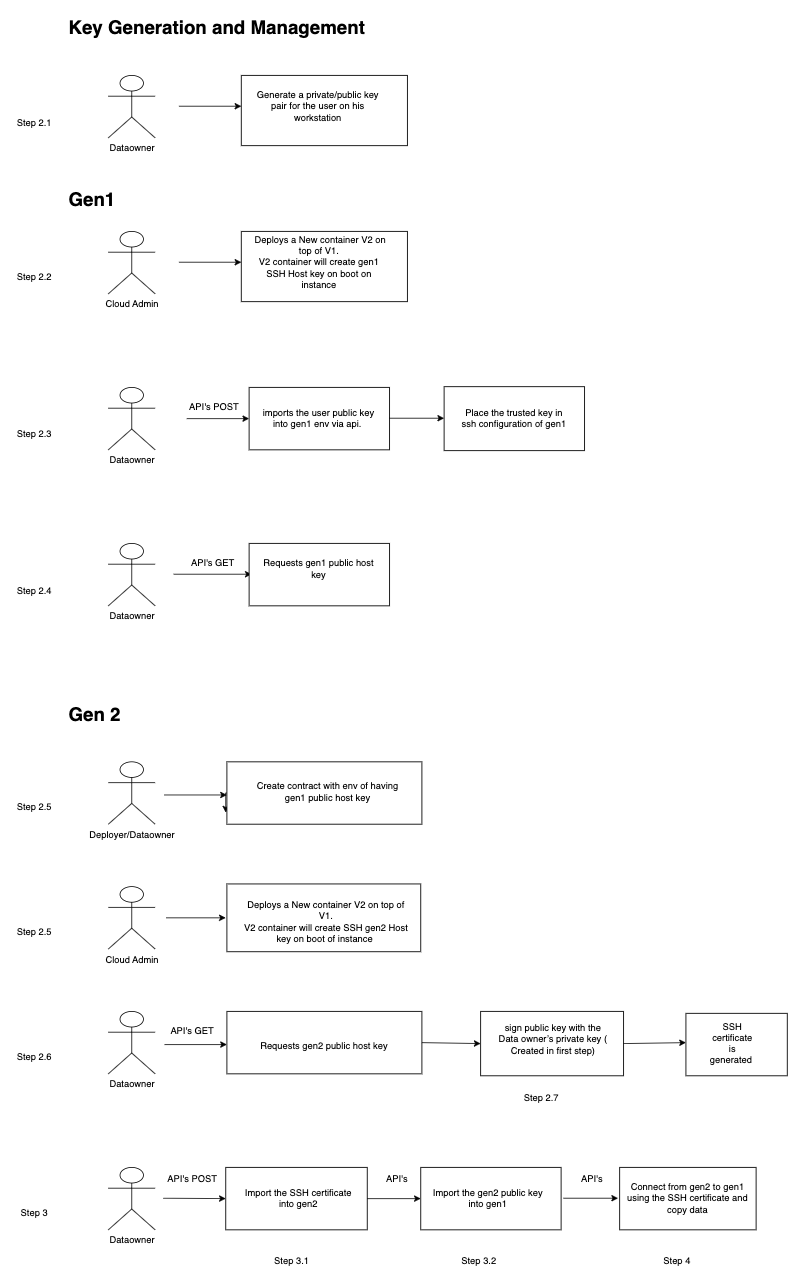 Key Generation and Management
Generate a private/public key
pair for the user on his
workstation
Step 2.1
Dataowner
Gen1
Deploys a New container V2 on
top of V1.
V2 container will create gen1
SSH Host key on boot on
instance
Step 2.2
Cloud Admin
API's POST
imports the user public key
into gen1 env via api.
Place the trusted key in
ssh configuration of gen1
Step 2.3
Dataowner
API's GET
Requests gen1 public host
key
Step 2.4
Dataowner
Gen 2
Create contract with env of having
gen1 public host key
Step 2.5
Deployer/Dataowner
Deploys a New container V2 on top of
V1.
V2 container will create SSH gen2 Host
key on boot of instance
Step 2.5
Cloud Admin
API's GET
Requests gen2 public host key
sign public key with the
Data owner's private key (
Created in first step)
SSH
certificate
is
generated
Step 2.6
Dataowner
Step 2.7
API's POST
Import the SSH certificate
into gen2
API's
Import the gen2 public key
into gen1
API's
Connect from gen2 to gen1
using the SSH certificate and
copy data
Step 3
Dataowner
Step 3.1
Step 3.2
Step 4